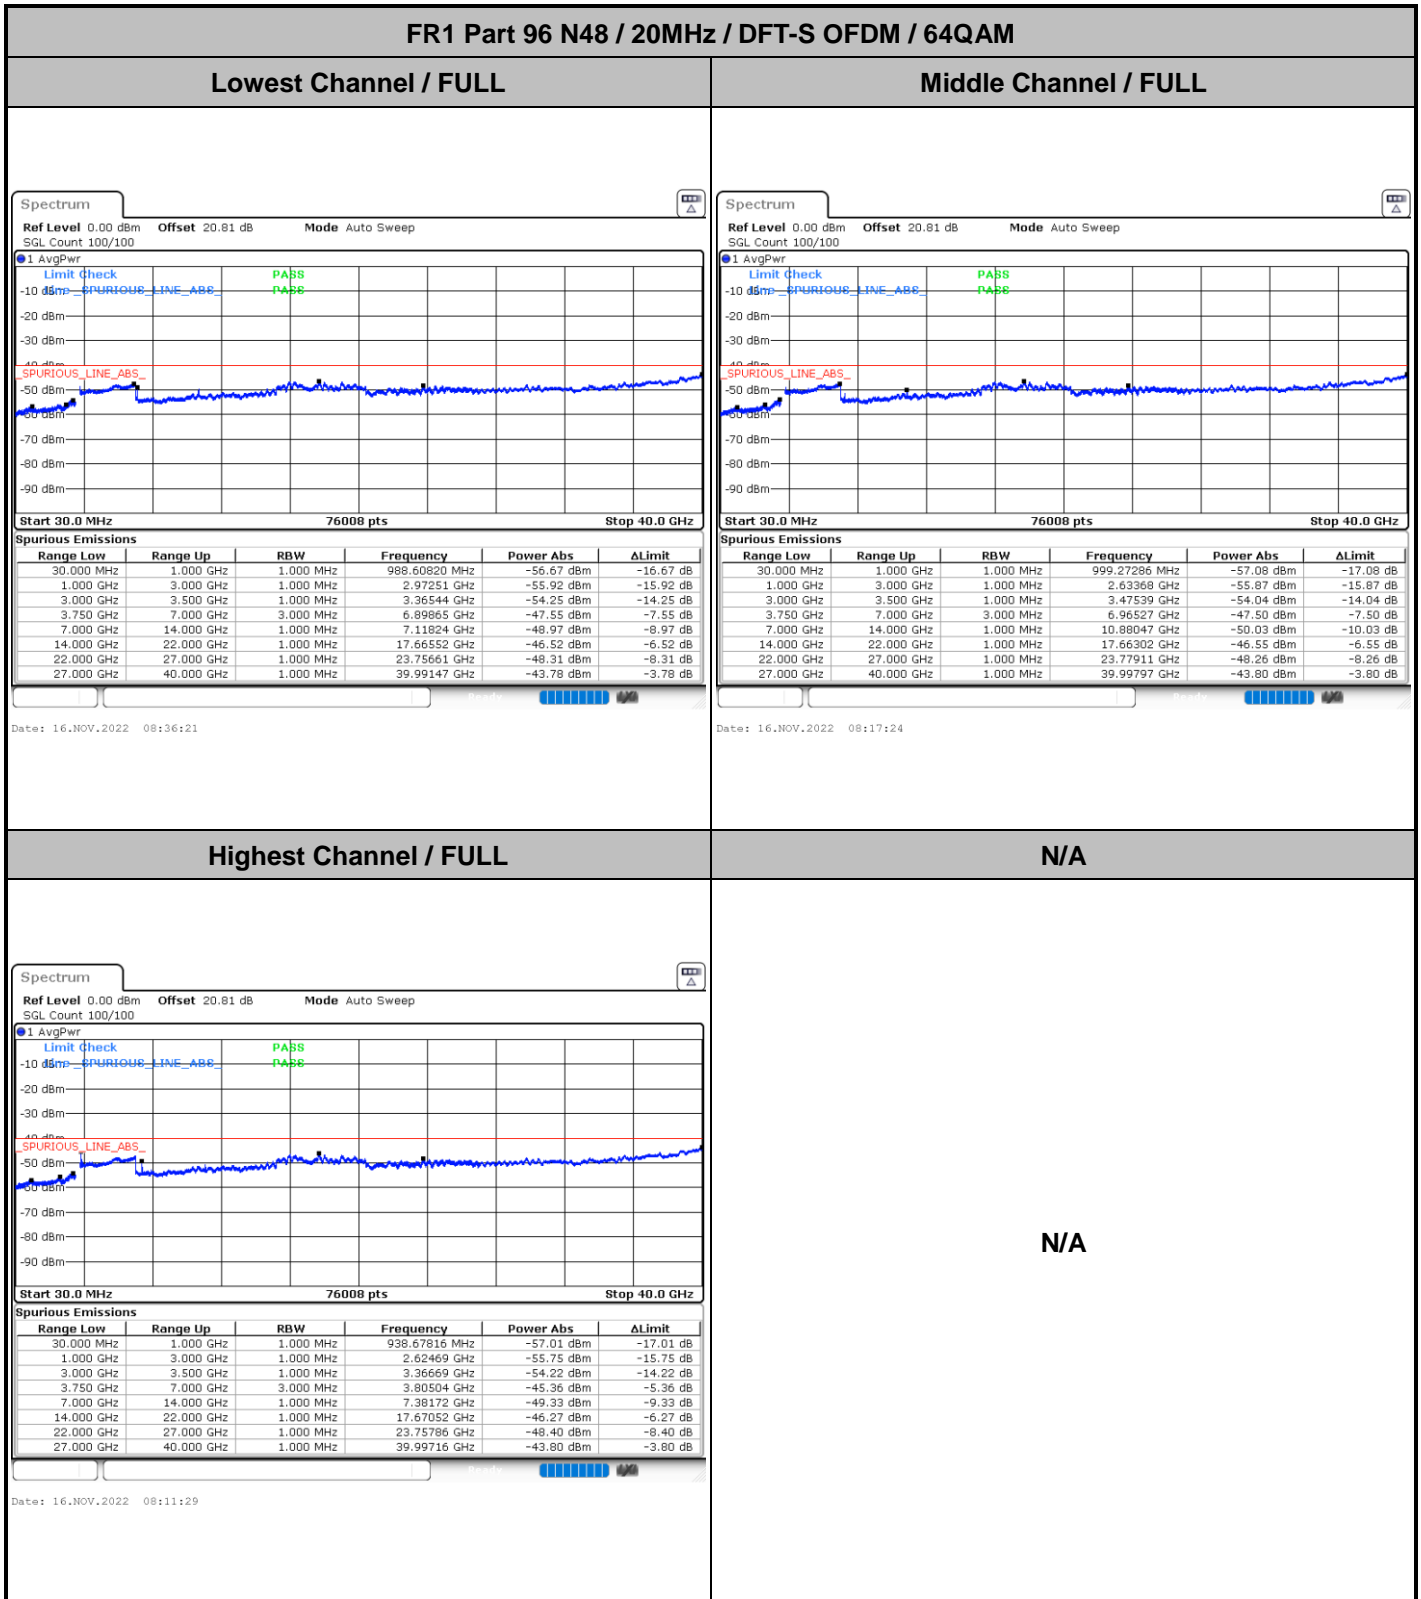 FR1 Part 96 N48 / 20MHz / DFT-S OFDM / 64QAM
Lowest Channel / FULL
Middle Channel / FULL
Spectrum
Ref Level 0.00 dBm Offset 20.81 dB Mode Auto Sweep
SGL Count 100/100
1 AvgPwr
Limit Check PASS
Line _SPURIOUS_LINE_ABS_ PASS
-10 dBm
-20 dBm
-30 dBm
-40 dBm
_SPURIOUS_LINE_ABS_
-50 dBm
-60 dBm
-70 dBm
-80 dBm
-90 dBm
Start 30.0 MHz 76008 pts Stop 40.0 GHz
Spurious Emissions
Range Low Range Up RBW Frequency Power Abs ΔLimit
30.000 MHz 1.000 GHz 1.000 MHz 988.60820 MHz -56.67 dBm -16.67 dB
1.000 GHz 3.000 GHz 1.000 MHz 2.97251 GHz -55.92 dBm -15.92 dB
3.000 GHz 3.500 GHz 1.000 MHz 3.36544 GHz -54.25 dBm -14.25 dB
3.750 GHz 7.000 GHz 3.000 MHz 6.89865 GHz -47.55 dBm -7.55 dB
7.000 GHz 14.000 GHz 1.000 MHz 7.11824 GHz -48.97 dBm -8.97 dB
14.000 GHz 22.000 GHz 1.000 MHz 17.66552 GHz -46.52 dBm -6.52 dB
22.000 GHz 27.000 GHz 1.000 MHz 23.75661 GHz -48.31 dBm -8.31 dB
27.000 GHz 40.000 GHz 1.000 MHz 39.99147 GHz -43.78 dBm -3.78 dB
Ready
Date: 16.NOV.2022 08:36:21
Spectrum
Ref Level 0.00 dBm Offset 20.81 dB Mode Auto Sweep
SGL Count 100/100
1 AvgPwr
Limit Check PASS
Line _SPURIOUS_LINE_ABS_ PASS
-10 dBm
-20 dBm
-30 dBm
-40 dBm
_SPURIOUS_LINE_ABS_
-50 dBm
-60 dBm
-70 dBm
-80 dBm
-90 dBm
Start 30.0 MHz 76008 pts Stop 40.0 GHz
Spurious Emissions
Range Low Range Up RBW Frequency Power Abs ΔLimit
30.000 MHz 1.000 GHz 1.000 MHz 999.27286 MHz -57.08 dBm -17.08 dB
1.000 GHz 3.000 GHz 1.000 MHz 2.63368 GHz -55.87 dBm -15.87 dB
3.000 GHz 3.500 GHz 1.000 MHz 3.47539 GHz -54.04 dBm -14.04 dB
3.750 GHz 7.000 GHz 3.000 MHz 6.96527 GHz -47.50 dBm -7.50 dB
7.000 GHz 14.000 GHz 1.000 MHz 10.88047 GHz -50.03 dBm -10.03 dB
14.000 GHz 22.000 GHz 1.000 MHz 17.66302 GHz -46.55 dBm -6.55 dB
22.000 GHz 27.000 GHz 1.000 MHz 23.77911 GHz -48.26 dBm -8.26 dB
27.000 GHz 40.000 GHz 1.000 MHz 39.99797 GHz -43.80 dBm -3.80 dB
Ready
Date: 16.NOV.2022 08:17:24
Highest Channel / FULL
N/A
Spectrum
Ref Level 0.00 dBm Offset 20.81 dB Mode Auto Sweep
SGL Count 100/100
1 AvgPwr
Limit Check PASS
Line _SPURIOUS_LINE_ABS_ PASS
-10 dBm
-20 dBm
-30 dBm
-40 dBm
_SPURIOUS_LINE_ABS_
-50 dBm
-60 dBm
-70 dBm
-80 dBm
-90 dBm
Start 30.0 MHz 76008 pts Stop 40.0 GHz
Spurious Emissions
Range Low Range Up RBW Frequency Power Abs ΔLimit
30.000 MHz 1.000 GHz 1.000 MHz 938.67816 MHz -57.01 dBm -17.01 dB
1.000 GHz 3.000 GHz 1.000 MHz 2.62469 GHz -55.75 dBm -15.75 dB
3.000 GHz 3.500 GHz 1.000 MHz 3.36669 GHz -54.22 dBm -14.22 dB
3.750 GHz 7.000 GHz 3.000 MHz 3.80504 GHz -45.36 dBm -5.36 dB
7.000 GHz 14.000 GHz 1.000 MHz 7.38172 GHz -49.33 dBm -9.33 dB
14.000 GHz 22.000 GHz 1.000 MHz 17.67052 GHz -46.27 dBm -6.27 dB
22.000 GHz 27.000 GHz 1.000 MHz 23.75786 GHz -48.40 dBm -8.40 dB
27.000 GHz 40.000 GHz 1.000 MHz 39.99716 GHz -43.80 dBm -3.80 dB
Ready
Date: 16.NOV.2022 08:11:29
N/A